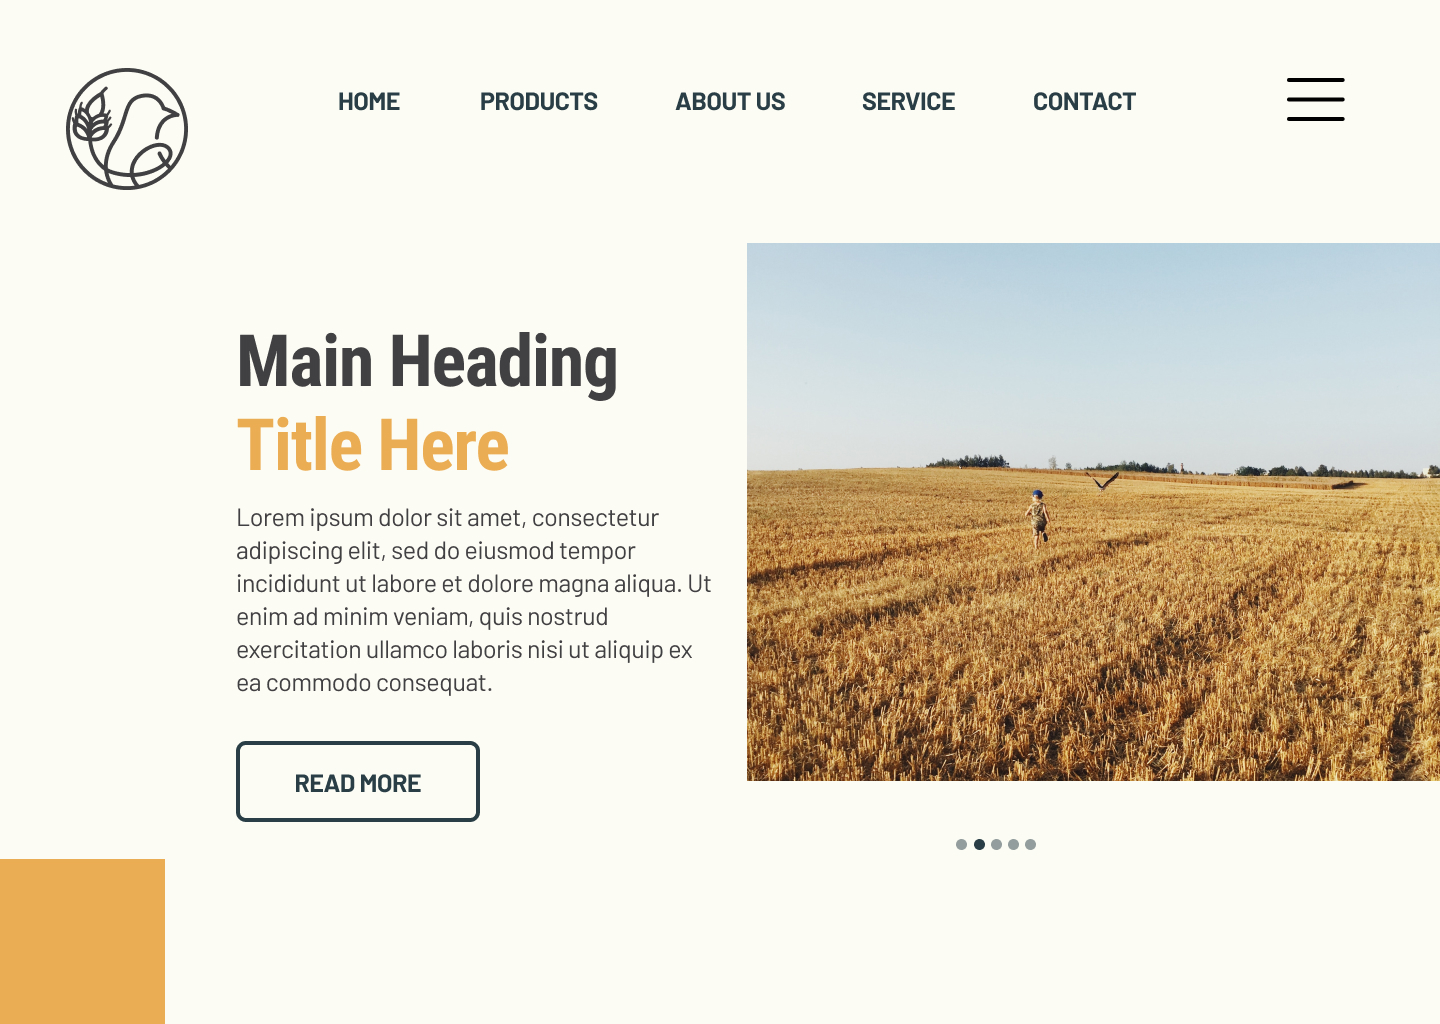 HOME PRODUCTS ABOUT US SERVICE CONTACT
Main Heading
Title Here
Lorem ipsum dolor sit amet, consectetur
adipiscing elit, sed do eiusmod tempor
incididunt ut labore et dolore magna aliqua. Ut
enim ad minim veniam, quis nostrud
exercitation ullamco laboris nisi ut aliquip ex
ea commodo consequat.
READ MORE